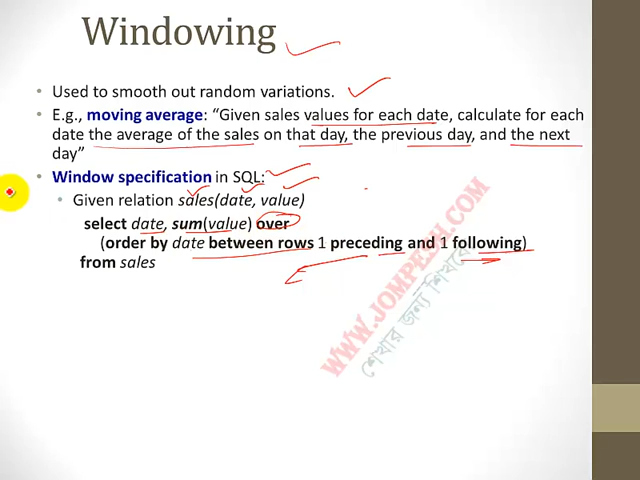 Windowing
• Used to smooth out random variations.
• E.g., moving average: “Given sales values for each date, calculate for each
date the average of the sales on that day, the previous day, and the next
day”
• Window specification in SQL:
• Given relation sales(date, value)
select date, sum(value) over
(order by date between rows 1 preceding and 1 following)
from sales
WWW.JOMPESH.COM
শেখার জন্য শিখবে